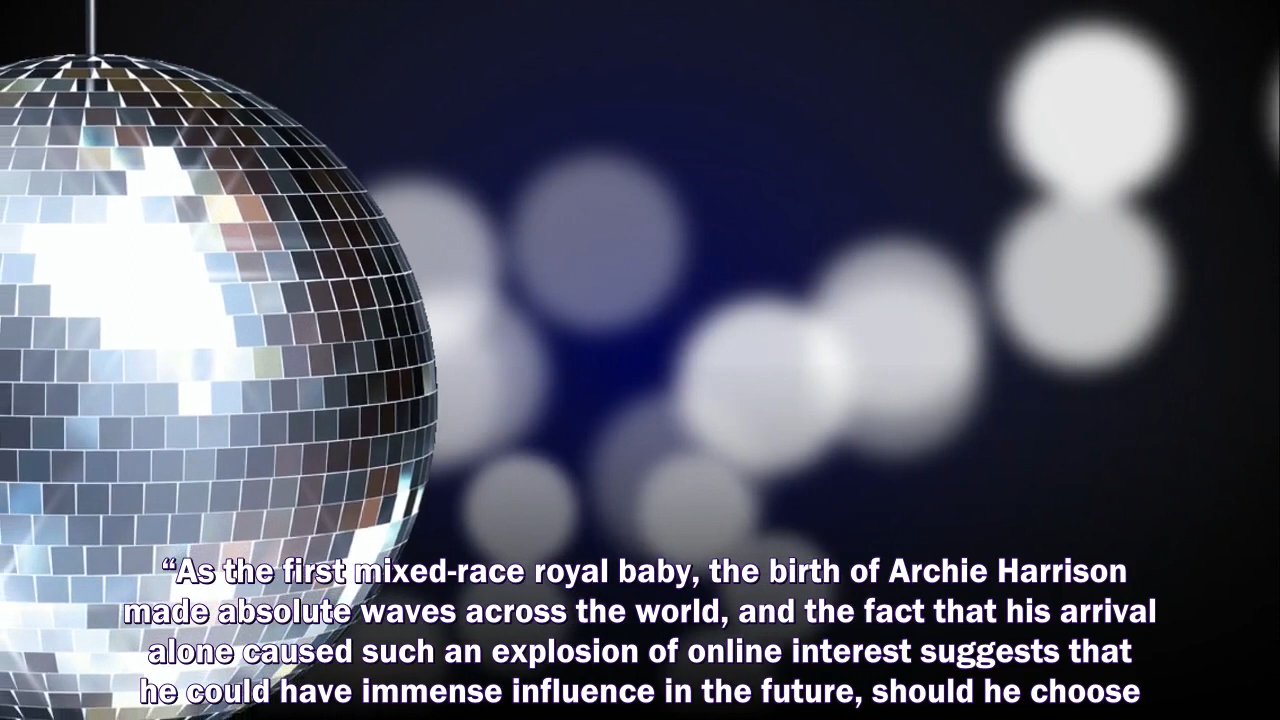 “As the first mixed-race royal baby, the birth of Archie Harrison
made absolute waves across the world, and the fact that his arrival
alone caused such an explosion of online interest suggests that
he could have immense influence in the future, should he choose